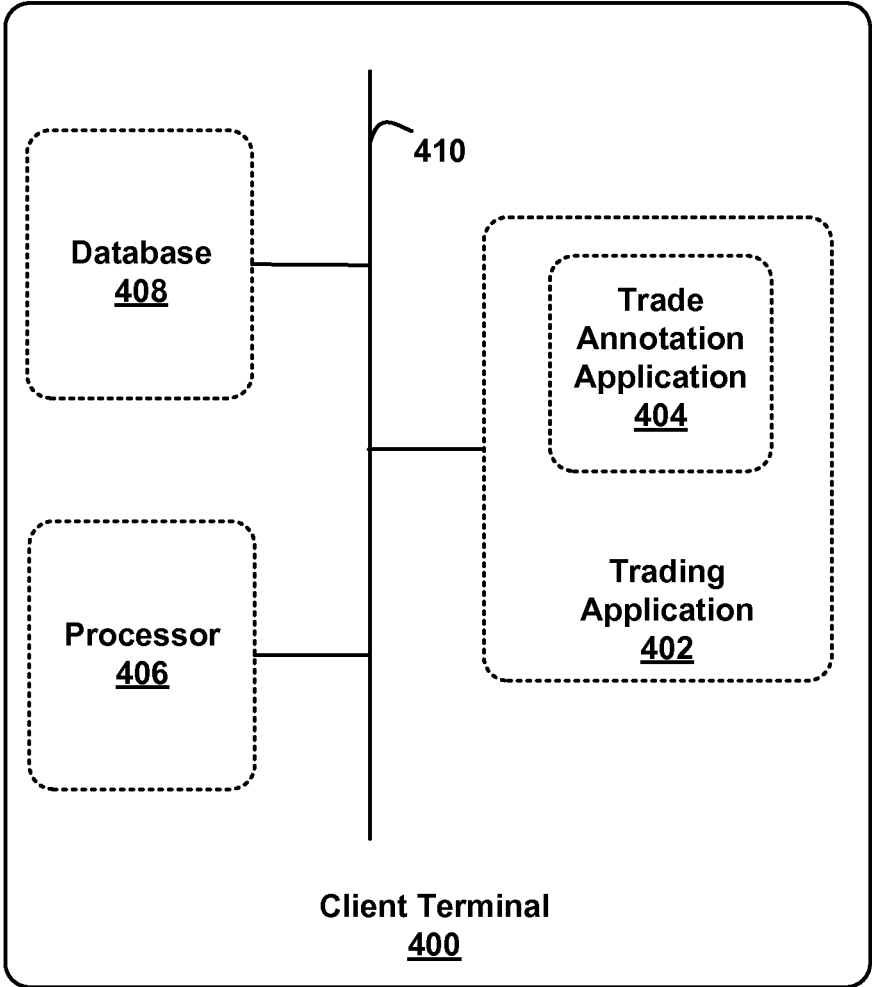 410
Database
408
Trade
Annotation
Application
404
Trading
Application
402
Processor
406
Client Terminal
400